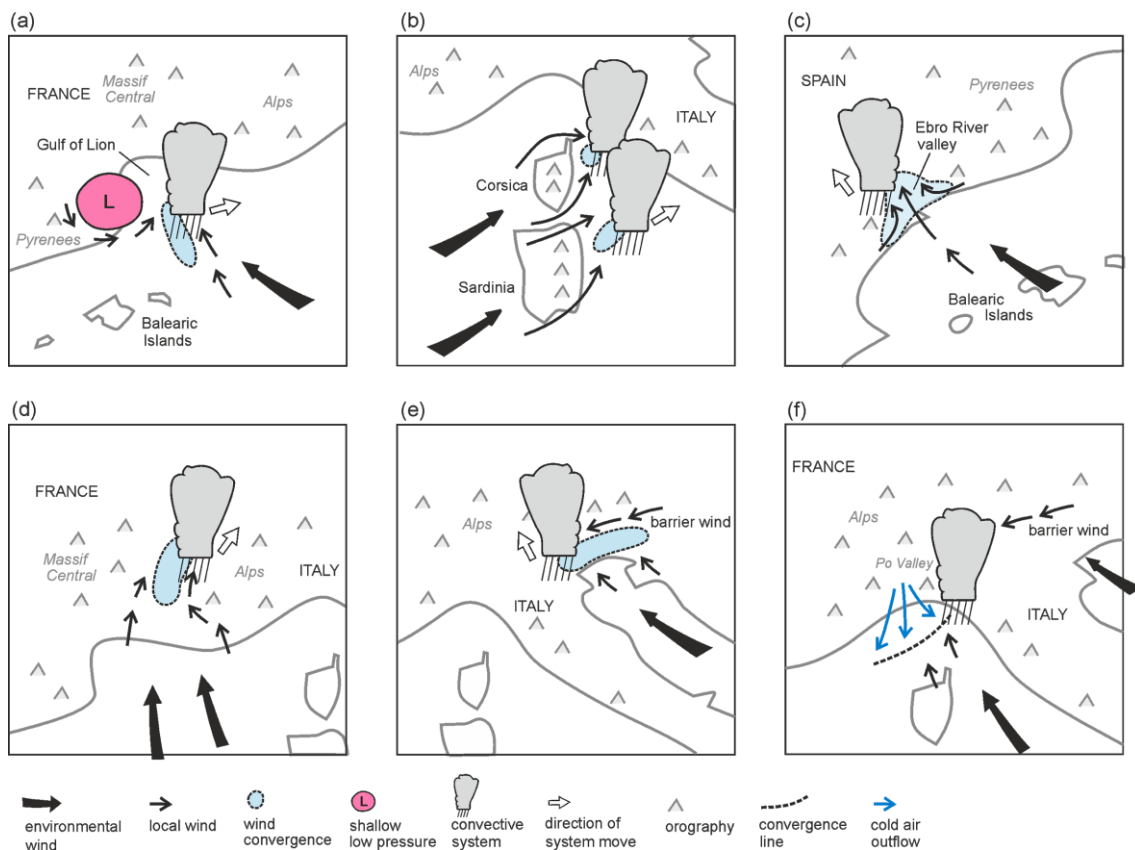 (a)
FRANCE
Massif
Central
Alps
Gulf of Lion
L
Pyrenees
Balearic
Islands
(b)
Alps
ITALY
Corsica
Sardinia
(c)
SPAIN
Pyrenees
Ebro River
valley
Balearic
Islands
(d)
FRANCE
Massif
Central
Alps
ITALY
(e)
Alps
barrier wind
ITALY
(f)
FRANCE
Alps
barrier wind
Po Valley
ITALY
environmental
wind
local wind
wind
convergence
L
shallow
low pressure
convective
system
direction of
system move
orography
convergence
line
cold air
outflow